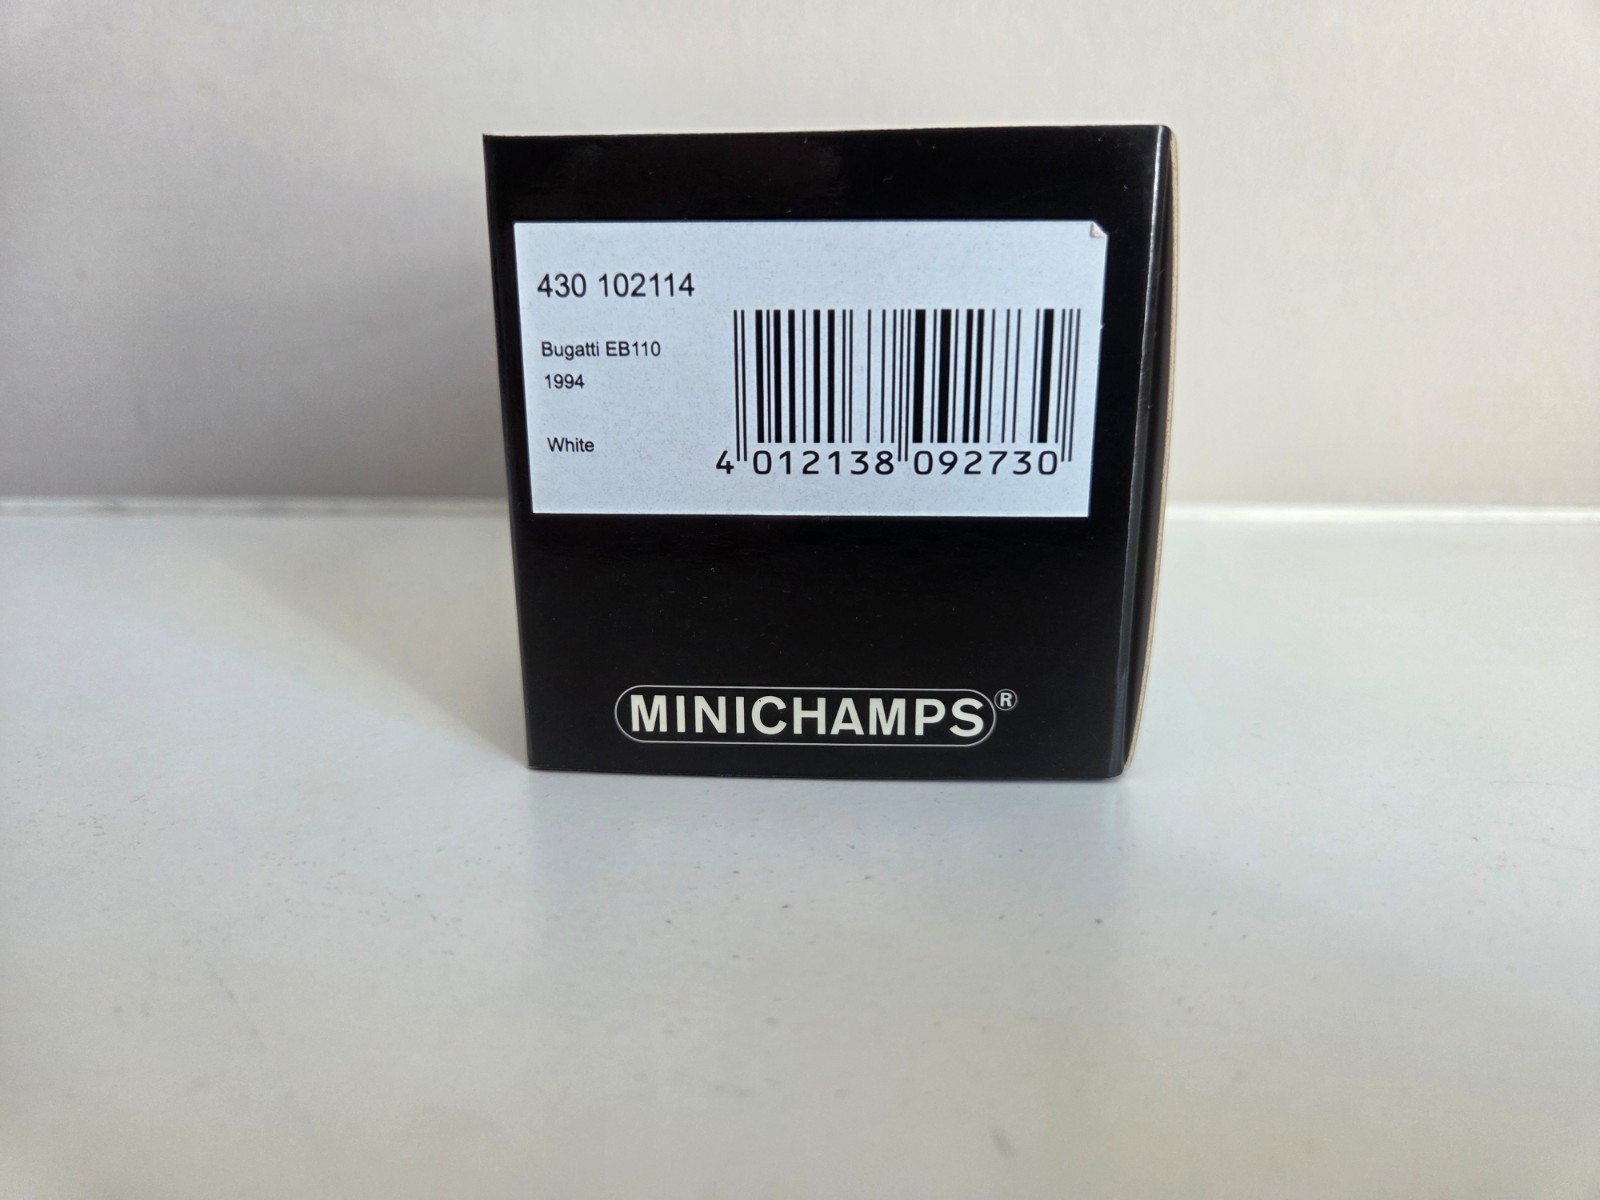 430 102114
Bugatti EB110
1994
White
4 012138 092730
MINICHAMPS®